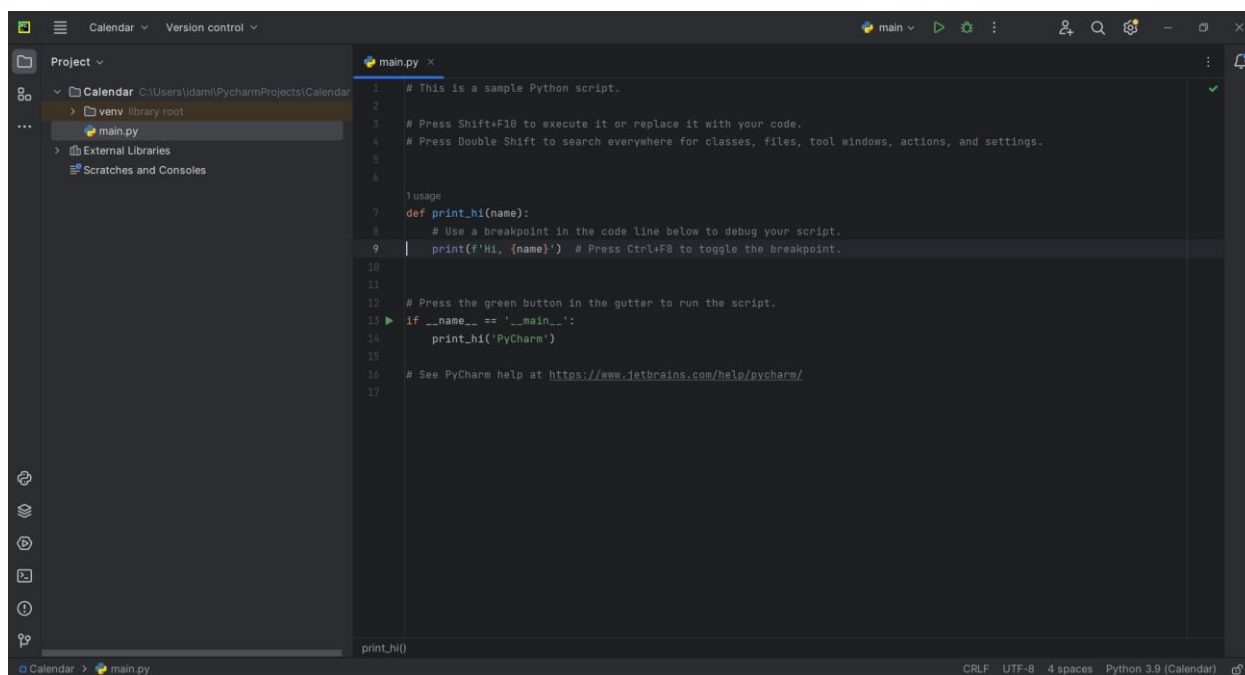 PC
Calendar Version control main
Project
main.py
Calendar C:\Users\idami\PycharmProjects\Calendar
venv library root
main.py
External Libraries
Scratches and Consoles
1 # This is a sample Python script.
2
3 # Press Shift+F10 to execute it or replace it with your code.
4 # Press Double Shift to search everywhere for classes, files, tool windows, actions, and settings.
5
6
1 usage
7 def print_hi(name):
8 # Use a breakpoint in the code line below to debug your script.
9 print(f'Hi, {name}') # Press Ctrl+F8 to toggle the breakpoint.
10
11
12 # Press the green button in the gutter to run the script.
13 if __name__ == '__main__':
14 print_hi('PyCharm')
15
16 # See PyCharm help at https://www.jetbrains.com/help/pycharm/
17
print_hi()
Calendar > main.py CRLF UTF-8 4 spaces Python 3.9 (Calendar)